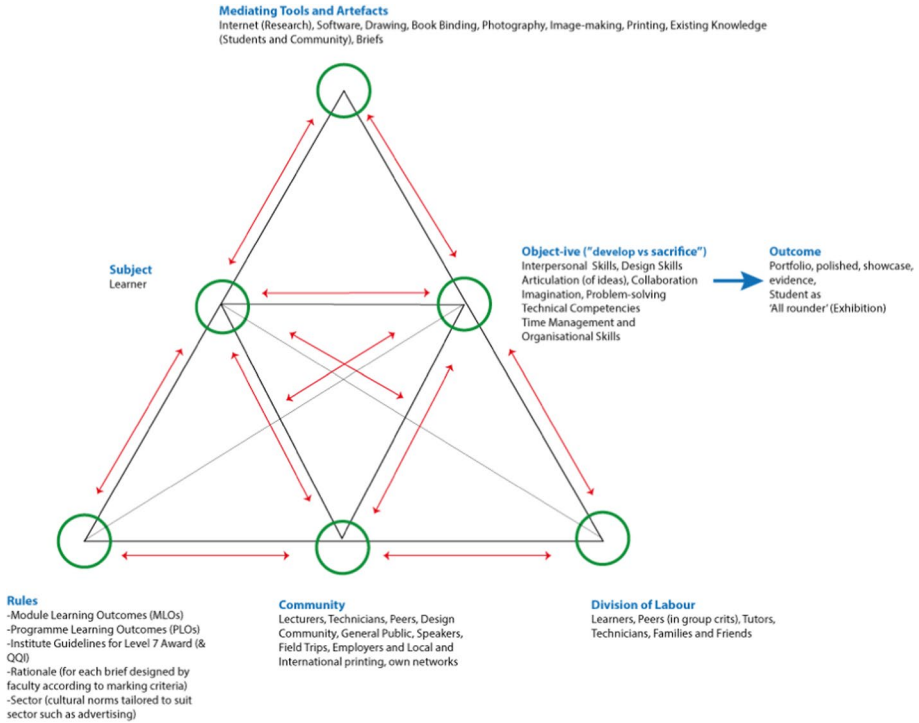 Mediating Tools and Artefacts
Internet (Research), Software, Drawing, Book Binding, Photography, Image-making, Printing, Existing Knowledge
(Students and Community), Briefs
Subject
Learner
Object-ive ("develop vs sacrifice")
Interpersonal Skills, Design Skills
Articulation (of ideas), Collaboration
Imagination, Problem-solving
Technical Competencies
Time Management and
Organisational Skills
Outcome
Portfolio, polished, showcase,
evidence,
Student as
'All rounder' (Exhibition)
Rules
-Module Learning Outcomes (MLOs)
-Programme Learning Outcomes (PLOs)
-Institute Guidelines for Level 7 Award (&
QQI)
-Rationale (for each brief designed by
faculty according to marking criteria)
-Sector (cultural norms tailored to suit
sector such as advertising)
Community
Lecturers, Technicians, Peers, Design
Community, General Public, Speakers,
Field Trips, Employers and Local and
International printing, own networks
Division of Labour
Learners, Peers (in group crits), Tutors,
Technicians, Families and Friends